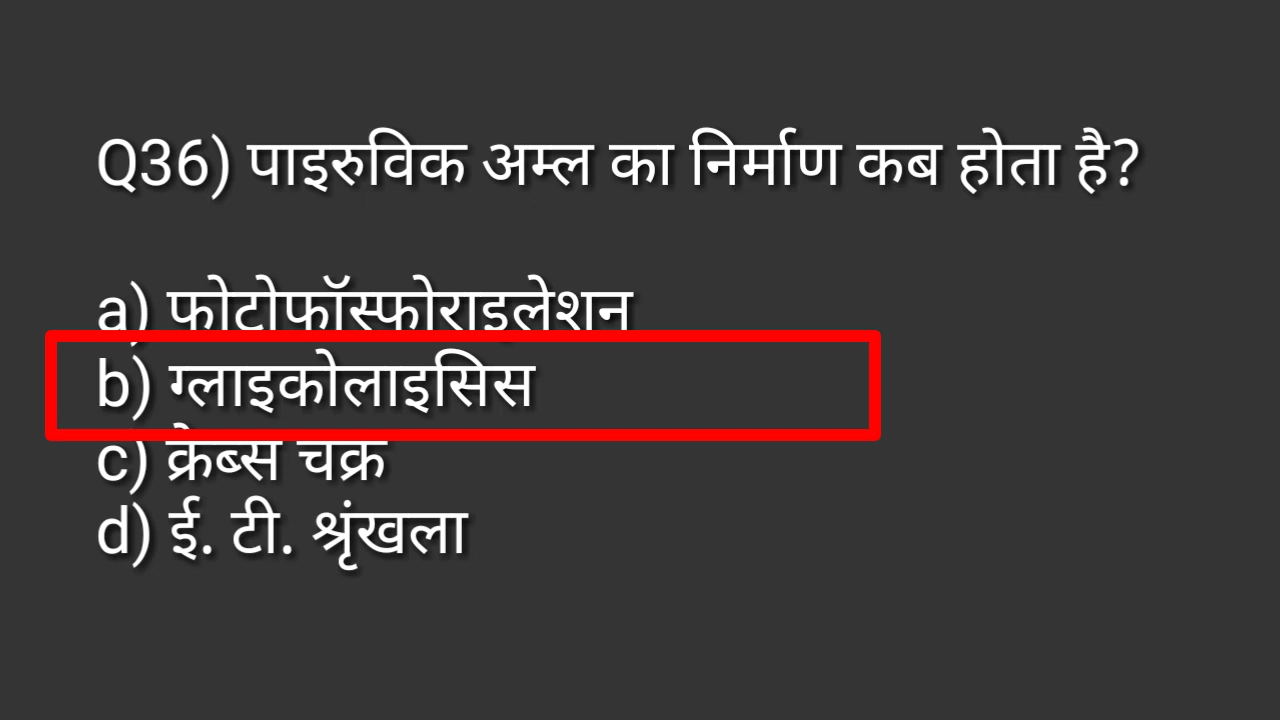 Q36) पाइरुविक अम्ल का निर्माण कब होता है?
a) फोटोफॉस्फोराइलेशन
b) ग्लाइकोलाइसिस
c) क्रेब्स चक्र
d) ई. टी. श्रृंखला